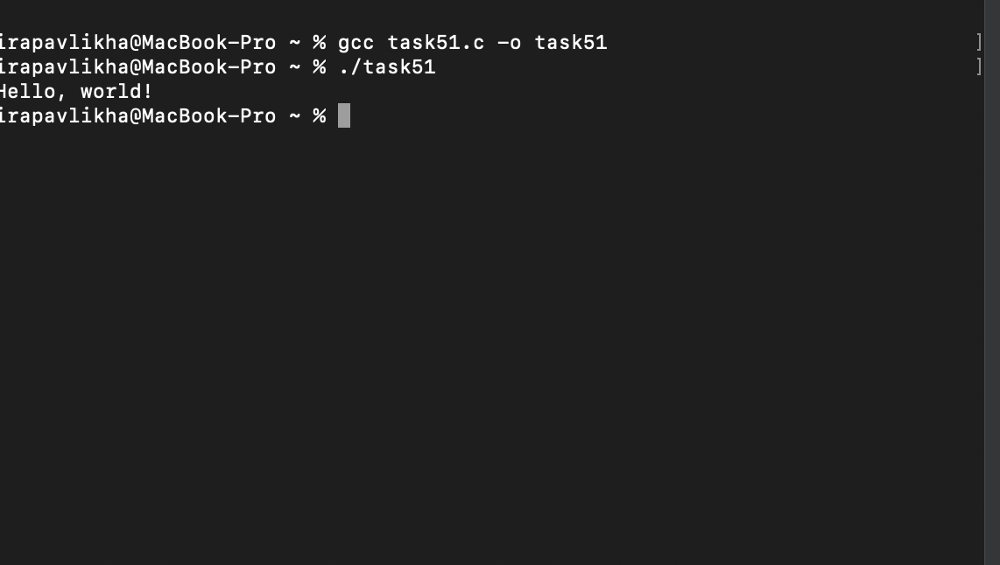 irapavlikha@MacBook-Pro ~ % gcc task51.c -o task51 ]
irapavlikha@MacBook-Pro ~ % ./task51 ]
Hello, world!
irapavlikha@MacBook-Pro ~ %